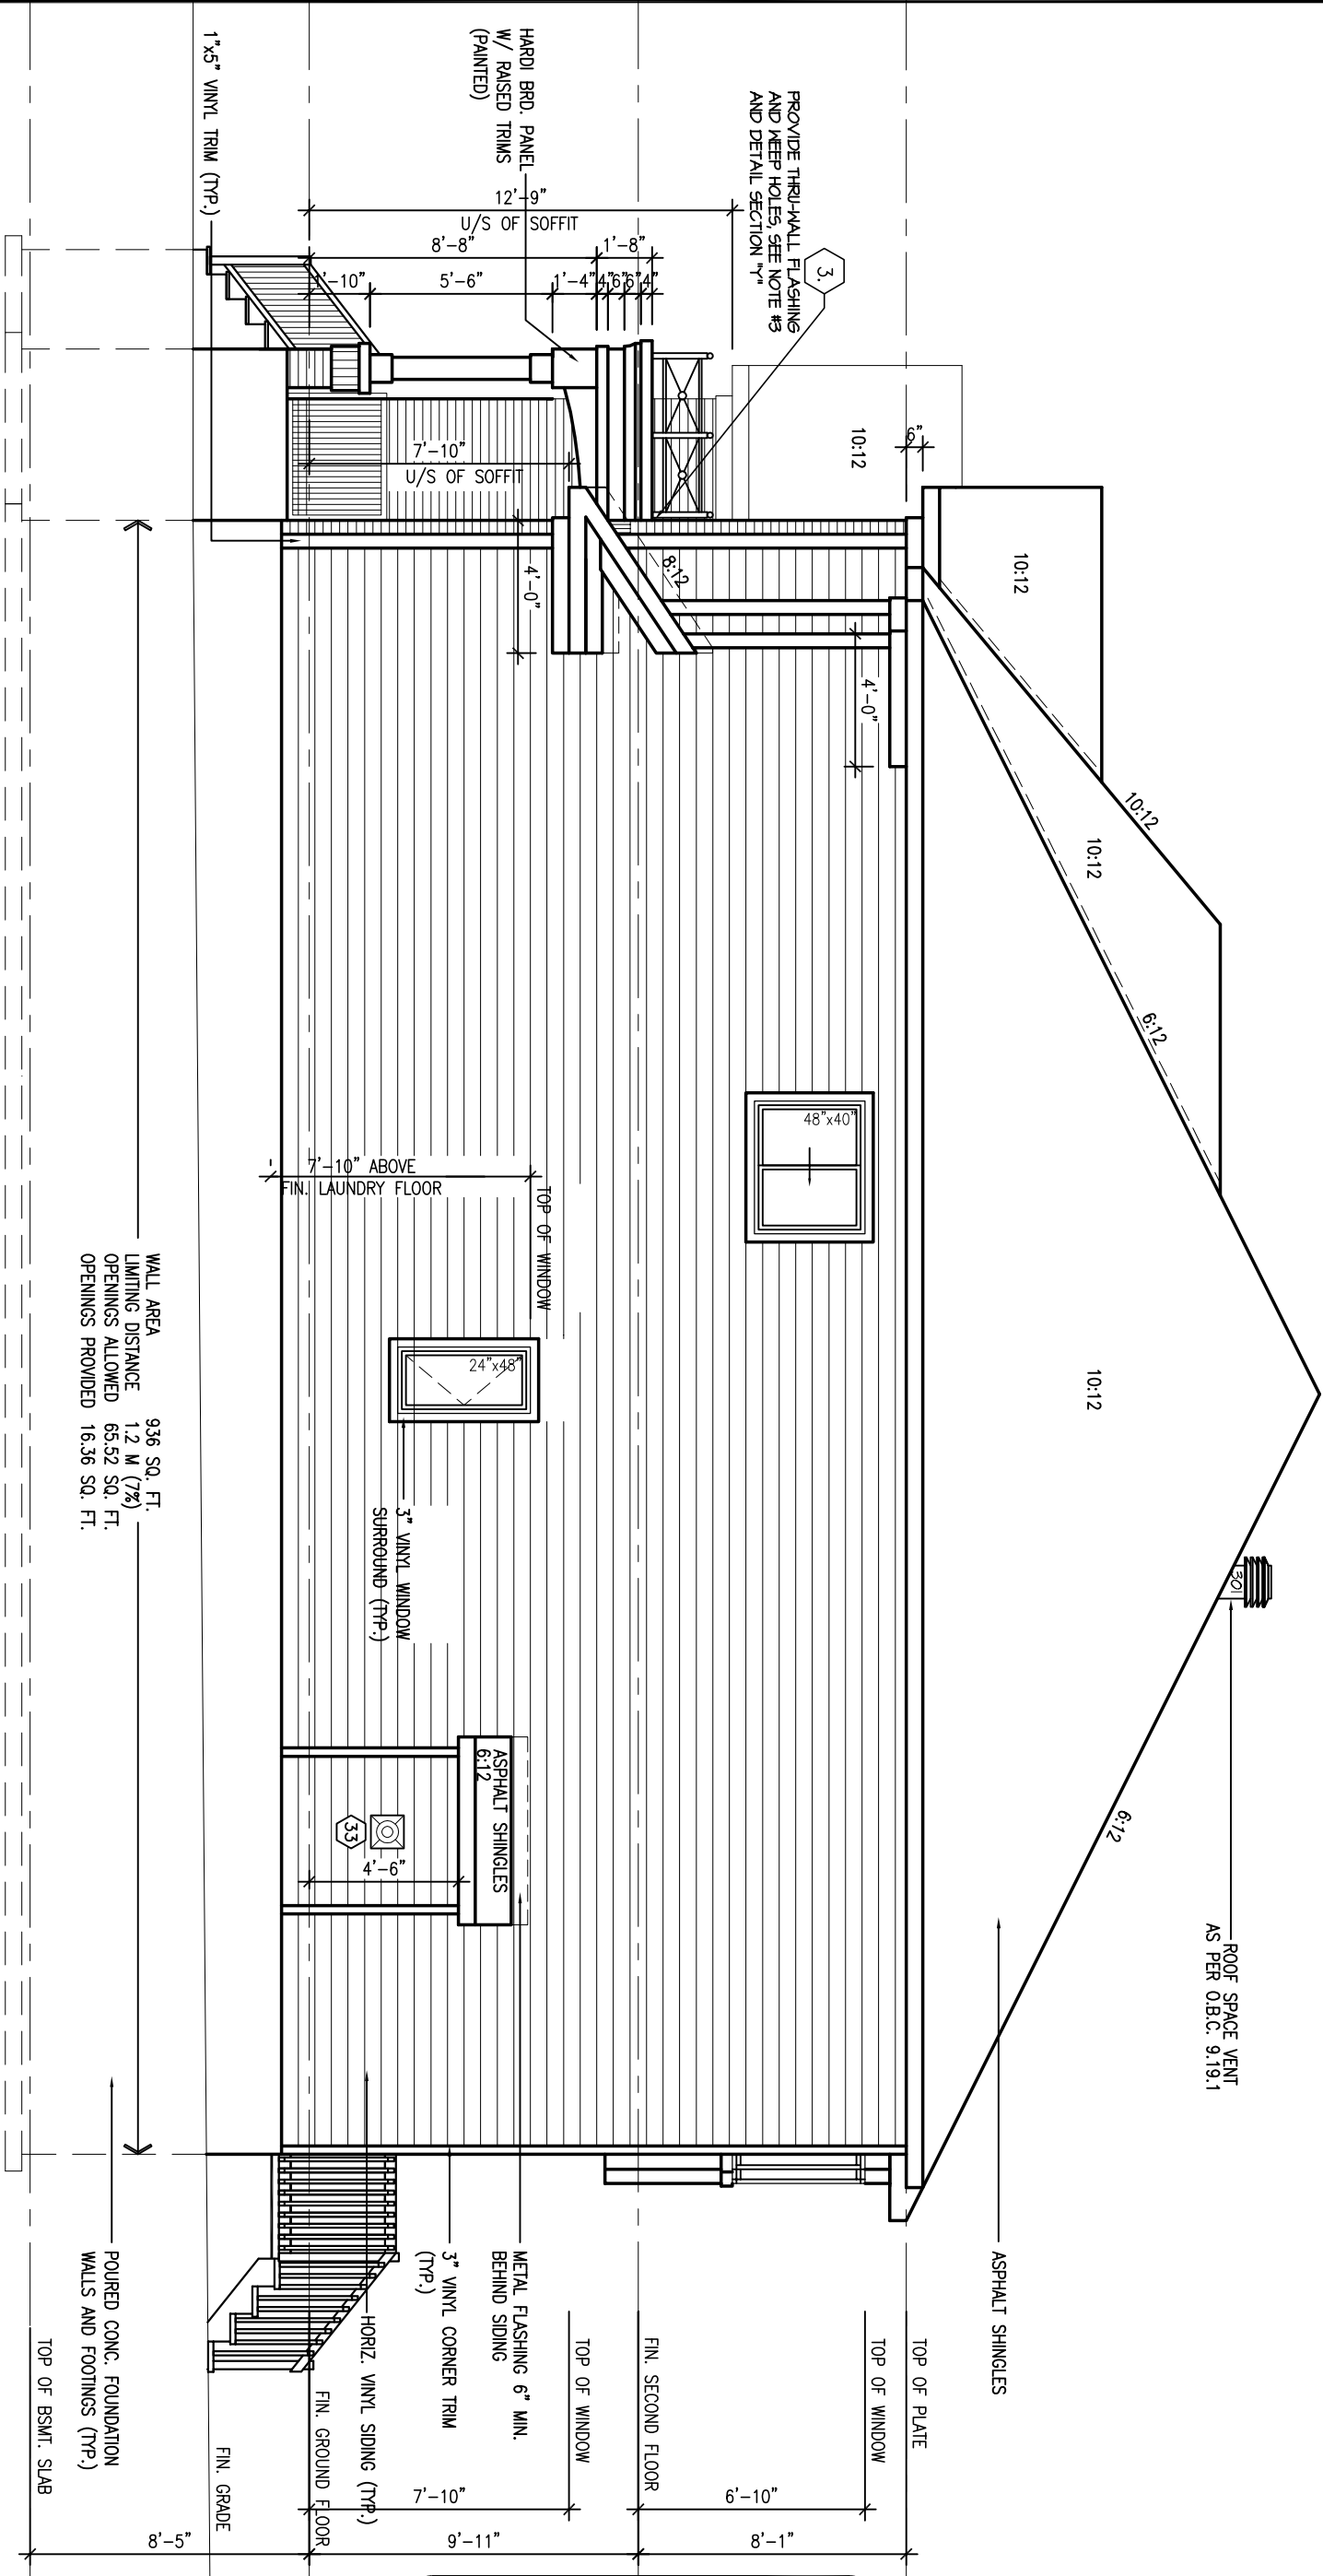 ROOF SPACE VENT
AS PER O.B.C. 9.19.1
301
6:12
6:12
10:12
10:12
10:12
10:12
10:12
ASPHALT SHINGLES
TOP OF PLATE
TOP OF WINDOW
FIN. SECOND FLOOR
TOP OF WINDOW
FIN. GROUND FLOOR
FIN. GRADE
TOP OF BSMT. SLAB
8'-1"
6'-10"
9'-11"
7'-10"
8'-5"
METAL FLASHING 6" MIN.
BEHIND SIDING
3" VINYL CORNER TRIM
(TYP.)
HORIZ. VINYL SIDING (TYP.)
POURED CONC. FOUNDATION
WALLS AND FOOTINGS (TYP.)
6"
4'-0"
48"x40"
PROVIDE THRU-WALL FLASHING
AND WEEP HOLES, SEE NOTE #3
AND DETAIL SECTION "Y"
3.
8:12
4'-0"
HARDI BRD. PANEL
W/ RAISED TRIMS
(PAINTED)
12'-9"
U/S OF SOFFIT
8'-8"
1'-8"
1'-10"
5'-6"
1'-4"
4"
6"
6"
4"
7'-10"
U/S OF SOFFIT
1"x5" VINYL TRIM (TYP.)
TOP OF WINDOW
7'-10" ABOVE
FIN. LAUNDRY FLOOR
24"x48"
3" VINYL WINDOW
SURROUND (TYP.)
ASPHALT SHINGLES
6:12
33
4'-6"
WALL AREA 936 SQ. FT.
LIMITING DISTANCE 1.2 M (7%)
OPENINGS ALLOWED 65.52 SQ. FT.
OPENINGS PROVIDED 16.36 SQ. FT.